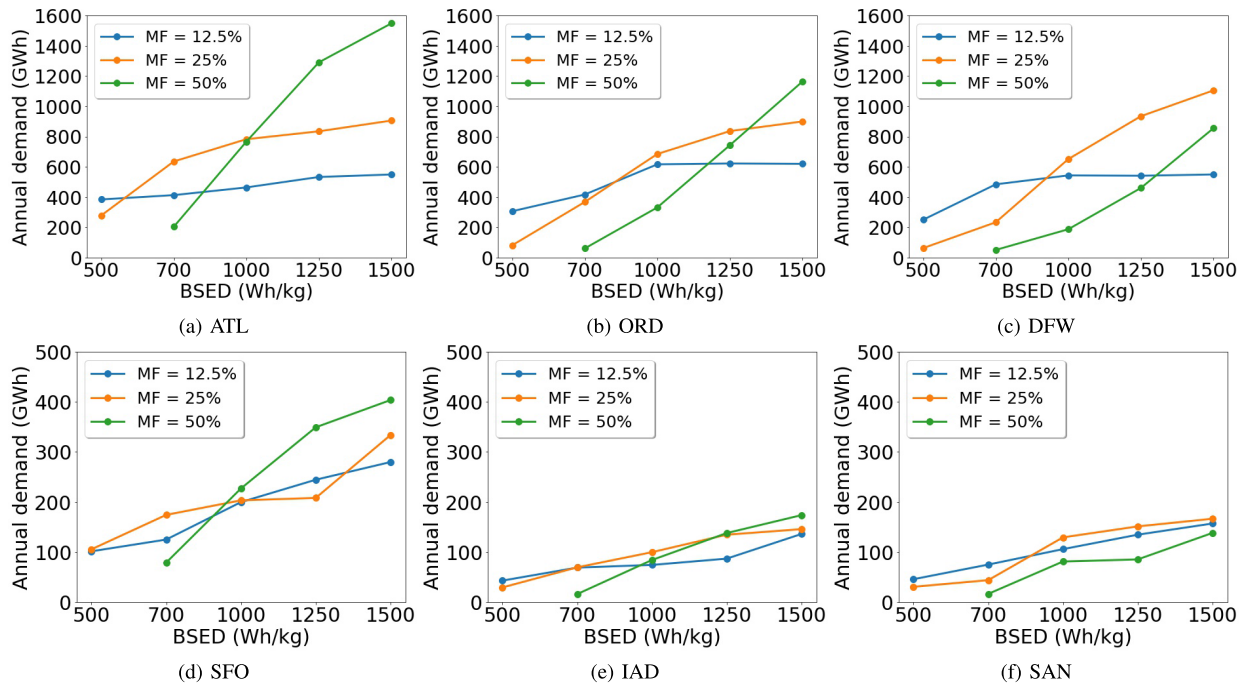 1600
1400
1200
1000
800
600
400
200
0
Annual demand (GWh)
MF = 12.5%
MF = 25%
MF = 50%
500 700 1000 1250 1500
BSED (Wh/kg)
(a) ATL
1600
1400
1200
1000
800
600
400
200
0
Annual demand (GWh)
MF = 12.5%
MF = 25%
MF = 50%
500 700 1000 1250 1500
BSED (Wh/kg)
(b) ORD
1600
1400
1200
1000
800
600
400
200
0
Annual demand (GWh)
MF = 12.5%
MF = 25%
MF = 50%
500 700 1000 1250 1500
BSED (Wh/kg)
(c) DFW
500
400
300
200
100
0
Annual demand (GWh)
MF = 12.5%
MF = 25%
MF = 50%
500 700 1000 1250 1500
BSED (Wh/kg)
(d) SFO
500
400
300
200
100
0
Annual demand (GWh)
MF = 12.5%
MF = 25%
MF = 50%
500 700 1000 1250 1500
BSED (Wh/kg)
(e) IAD
500
400
300
200
100
0
Annual demand (GWh)
MF = 12.5%
MF = 25%
MF = 50%
500 700 1000 1250 1500
BSED (Wh/kg)
(f) SAN